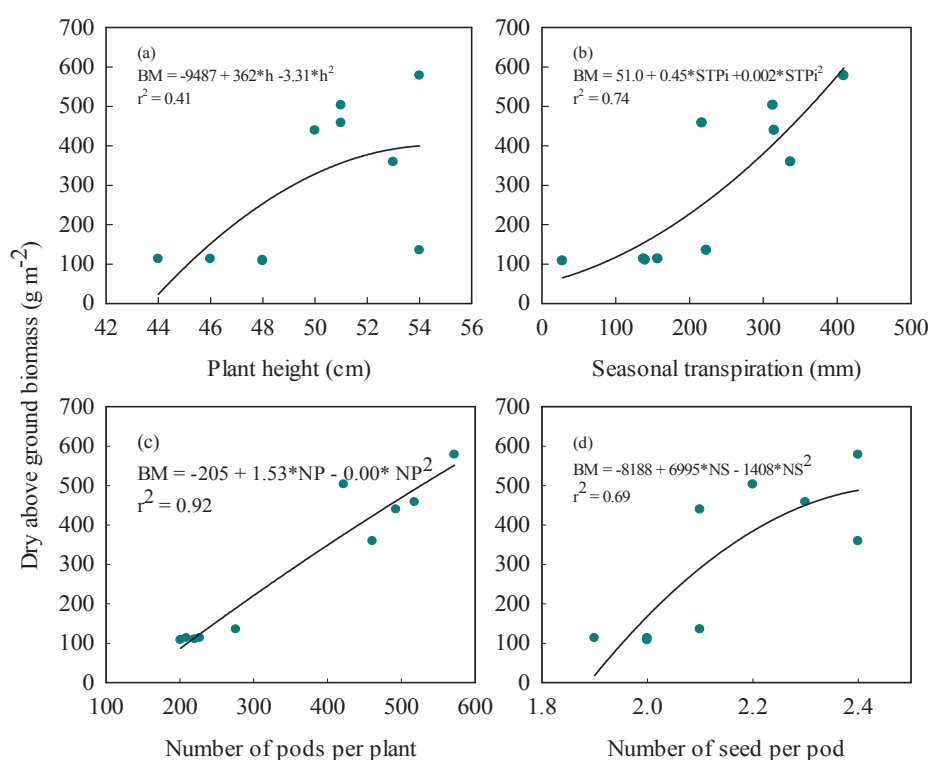 Dry above ground biomass (g m⁻²)
700
600
500
400
300
200
100
0
(a)
BM = -9487 + 362*h -3.31*h²
r² = 0.41
42 44 46 48 50 52 54 56
Plant height (cm)
700
600
500
400
300
200
100
0
(b)
BM = 51.0 + 0.45*STPi +0.002*STPi²
r² = 0.74
0 100 200 300 400 500
Seasonal transpiration (mm)
700
600
500
400
300
200
100
0
(c)
BM = -205 + 1.53*NP - 0.00* NP²
r² = 0.92
100 200 300 400 500 600
Number of pods per plant
700
600
500
400
300
200
100
0
(d)
BM = -8188 + 6995*NS - 1408*NS²
r² = 0.69
1.8 2.0 2.2 2.4
Number of seed per pod